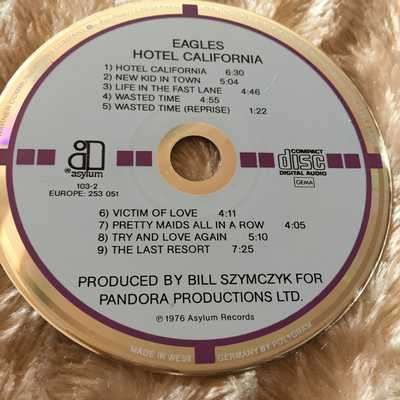 EAGLES
HOTEL CALIFORNIA
1) HOTEL CALIFORNIA 6:30
2) NEW KID IN TOWN 5:04
3) LIFE IN THE FAST LANE 4:46
4) WASTED TIME 4:55
5) WASTED TIME (REPRISE) 1:22
® asylum
103-2
EUROPE: 253 051
COMPACT
disc
DIGITAL AUDIO
GEMA
6) VICTIM OF LOVE 4:11
7) PRETTY MAIDS ALL IN A ROW 4:05
8) TRY AND LOVE AGAIN 5:10
9) THE LAST RESORT 7:25
PRODUCED BY BILL SZYMCZYK FOR
PANDORA PRODUCTIONS LTD.
℗ 1976 Asylum Records
MADE IN WEST GERMANY BY POLYGRAM